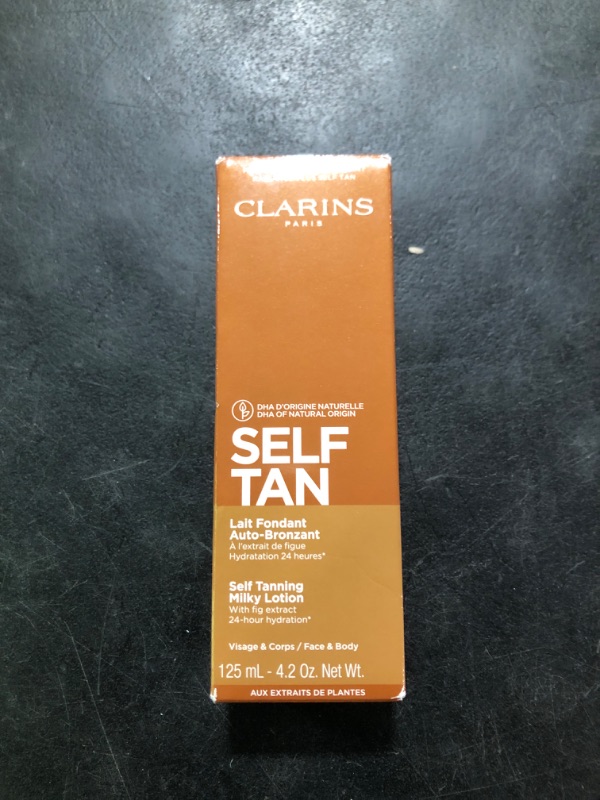 SELF TAN
CLARINS
PARIS
DHA D'ORIGINE NATURELLE
DHA OF NATURAL ORIGIN
SELF
TAN
Lait Fondant
Auto-Bronzant
À l'extrait de figue
Hydratation 24 heures*
Self Tanning
Milky Lotion
With fig extract
24-hour hydration*
Visage & Corps / Face & Body
125 mL - 4.2 Oz. Net Wt.
AUX EXTRAITS DE PLANTES